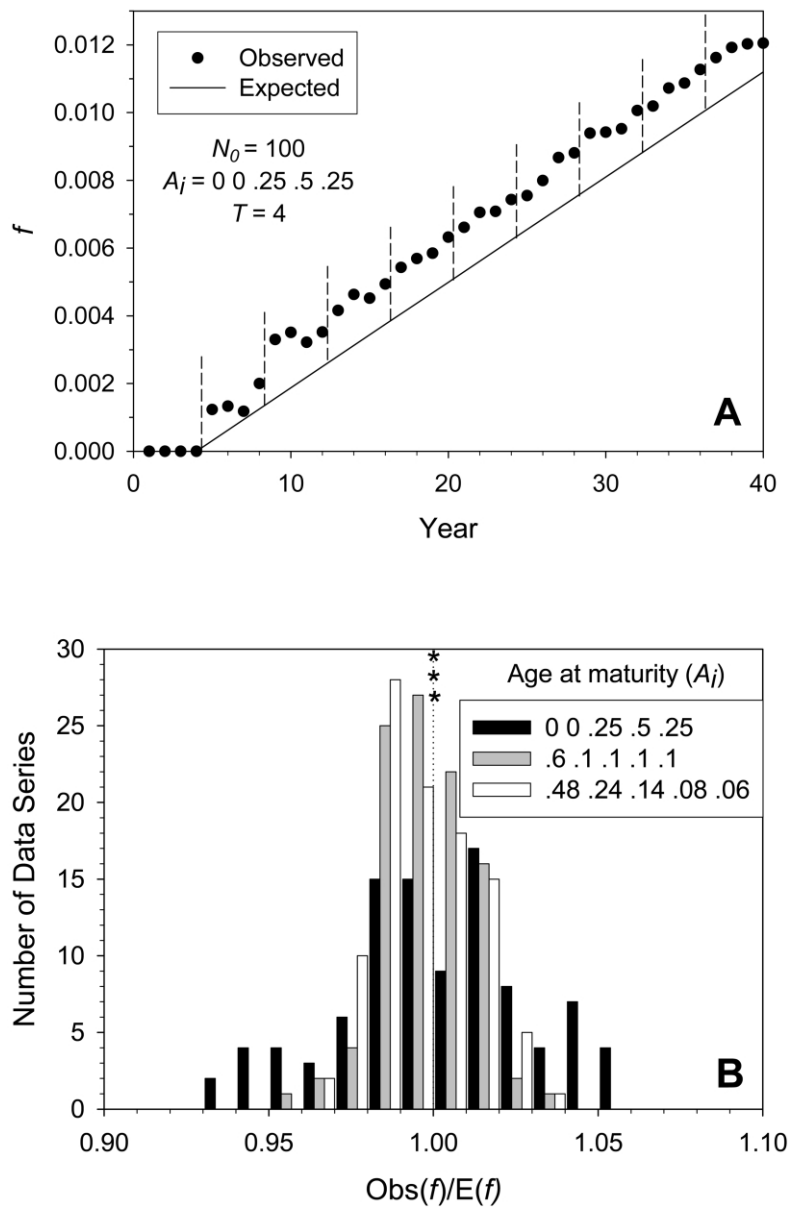 0.012
0.010
0.008
0.006
0.004
0.002
0.000
f
Observed
Expected
N0 = 100
Ai = 0 0 .25 .5 .25
T = 4
A
0 10 20 30 40
Year
30
25
20
15
10
5
0
Number of Data Series
***
Age at maturity (Ai)
0 0 .25 .5 .25
.6 .1 .1 .1 .1
.48 .24 .14 .08 .06
B
0.90 0.95 1.00 1.05 1.10
Obs(f)/E(f)